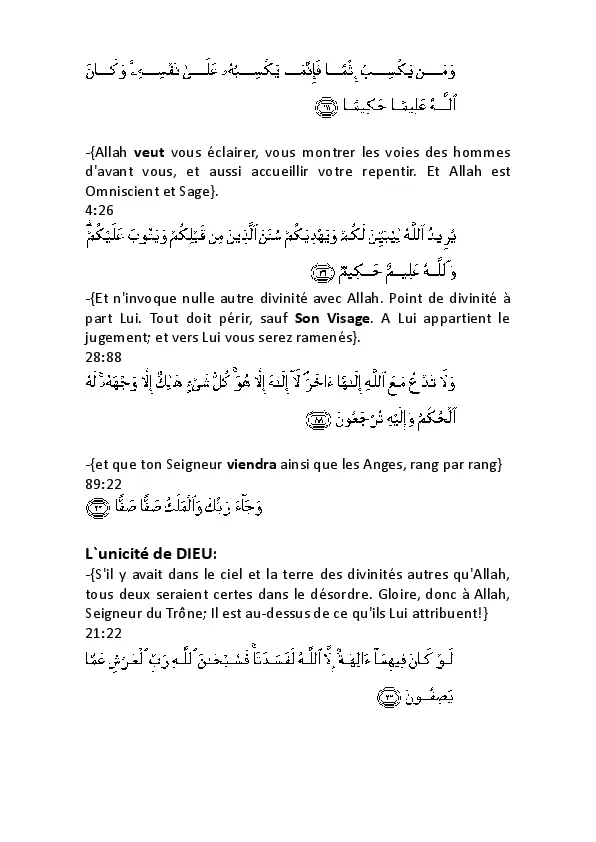 وَمَن يَكْسِبْ إِثْمًا فَإِنَّمَا يَكْسِبُهُۥ عَلَىٰ نَفْسِهِۦ ۚ وَكَانَ
ٱللَّهُ عَلِيمًا حَكِيمًا
-{Allah veut vous éclairer, vous montrer les voies des hommes
d'avant vous, et aussi accueillir votre repentir. Et Allah est
Omniscient et Sage}.
4:26
يُرِيدُ ٱللَّهُ لِيُبَيِّنَ لَكُمْ وَيَهْدِيَكُمْ سُنَنَ ٱلَّذِينَ مِن قَبْلِكُمْ وَيَتُوبَ عَلَيْكُمْ ۗ
وَٱللَّهُ عَلِيمٌ حَكِيمٌ ٢٦
-{Et n'invoque nulle autre divinité avec Allah. Point de divinité à
part Lui. Tout doit périr, sauf Son Visage. A Lui appartient le
jugement; et vers Lui vous serez ramenés}.
28:88
وَلَا تَدْعُ مَعَ ٱللَّهِ إِلَٰهًا ءَاخَرَ ۘ لَآ إِلَٰهَ إِلَّا هُوَ ۚ كُلُّ شَىْءٍ هَالِكٌ إِلَّا وَجْهَهُۥ ۚ لَهُ
ٱلْحُكْمُ وَإِلَيْهِ تُرْجَعُونَ ٨٨
-{et que ton Seigneur viendra ainsi que les Anges, rang par rang}
89:22
وَجَآءَ رَبُّكَ وَٱلْمَلَكُ صَفًّا صَفًّا ٢٢
L`unicité de DIEU:
-{S'il y avait dans le ciel et la terre des divinités autres qu'Allah,
tous deux seraient certes dans le désordre. Gloire, donc à Allah,
Seigneur du Trône; Il est au-dessus de ce qu'ils Lui attribuent!}
21:22
لَوْ كَانَ فِيهِمَآ ءَالِهَةٌ إِلَّا ٱللَّهُ لَفَسَدَتَا ۚ فَسُبْحَٰنَ ٱللَّهِ رَبِّ ٱلْعَرْشِ عَمَّا
يَصِفُونَ ٢٢